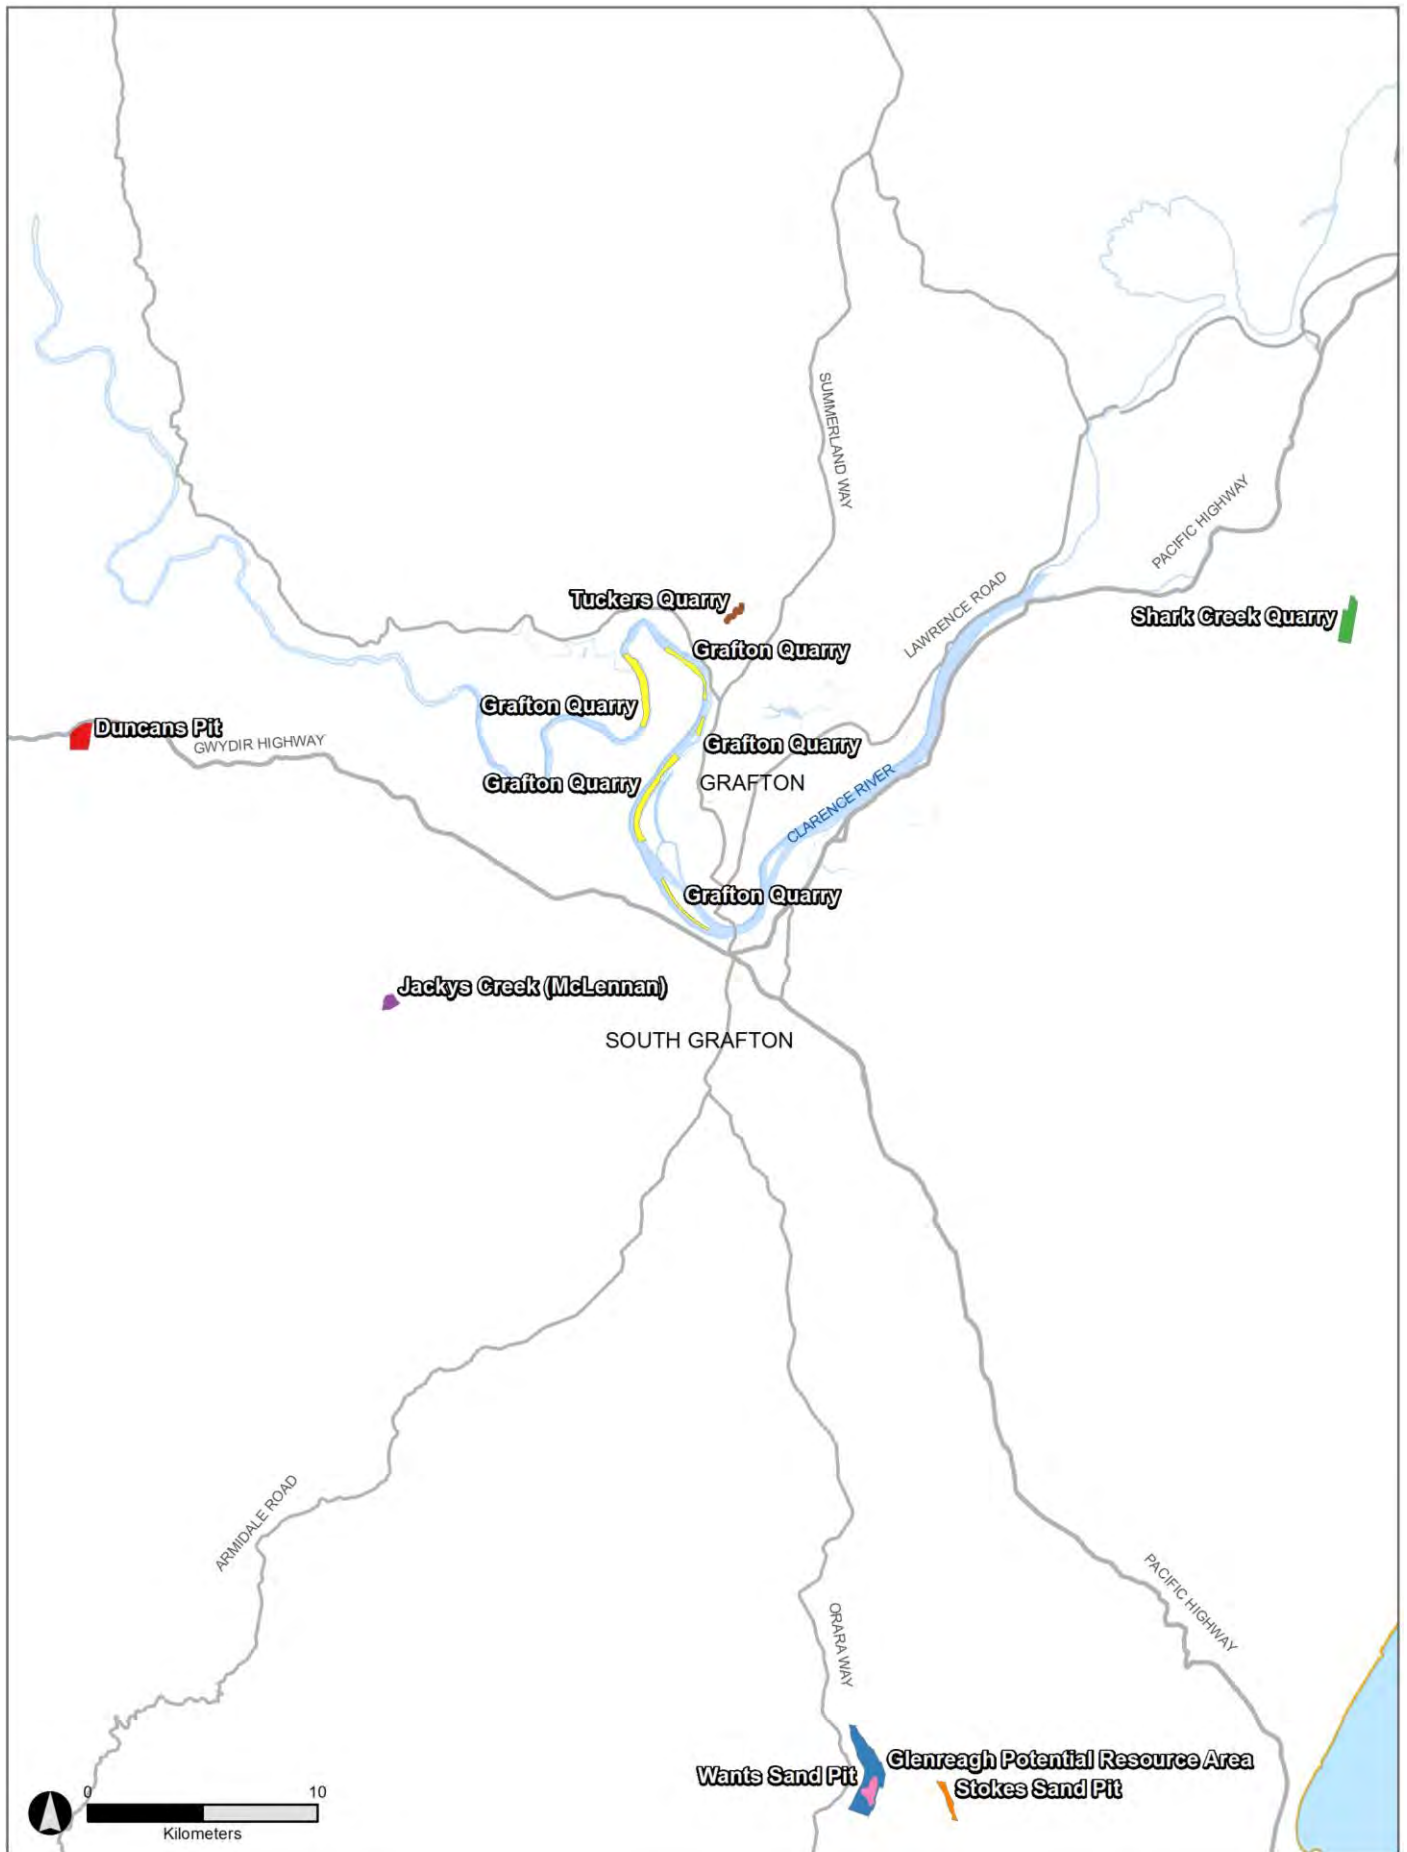 SUMMERLAND WAY
PACIFIC HIGHWAY
LAWRENCE ROAD
Tuckers Quarry
Shark Creek Quarry
Grafton Quarry
Grafton Quarry
Duncans Pit
GWYDIR HIGHWAY
Grafton Quarry
Grafton Quarry
GRAFTON
CLARENCE RIVER
Grafton Quarry
Jackys Creek (McLennan)
SOUTH GRAFTON
ARMIDALE ROAD
PACIFIC HIGHWAY
ORARA WAY
Glenreagh Potential Resource Area
Wants Sand Pit
Stokes Sand Pit
0 10
Kilometers